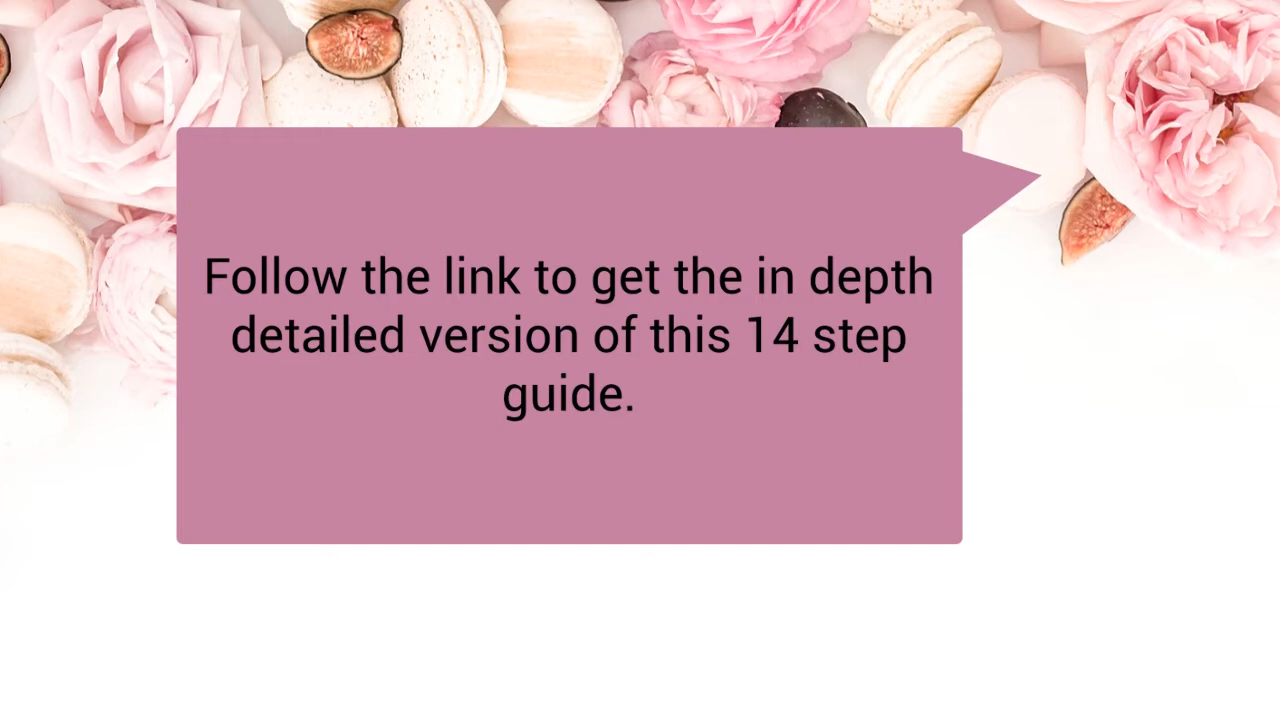 Follow the link to get the in depth
detailed version of this 14 step
guide.